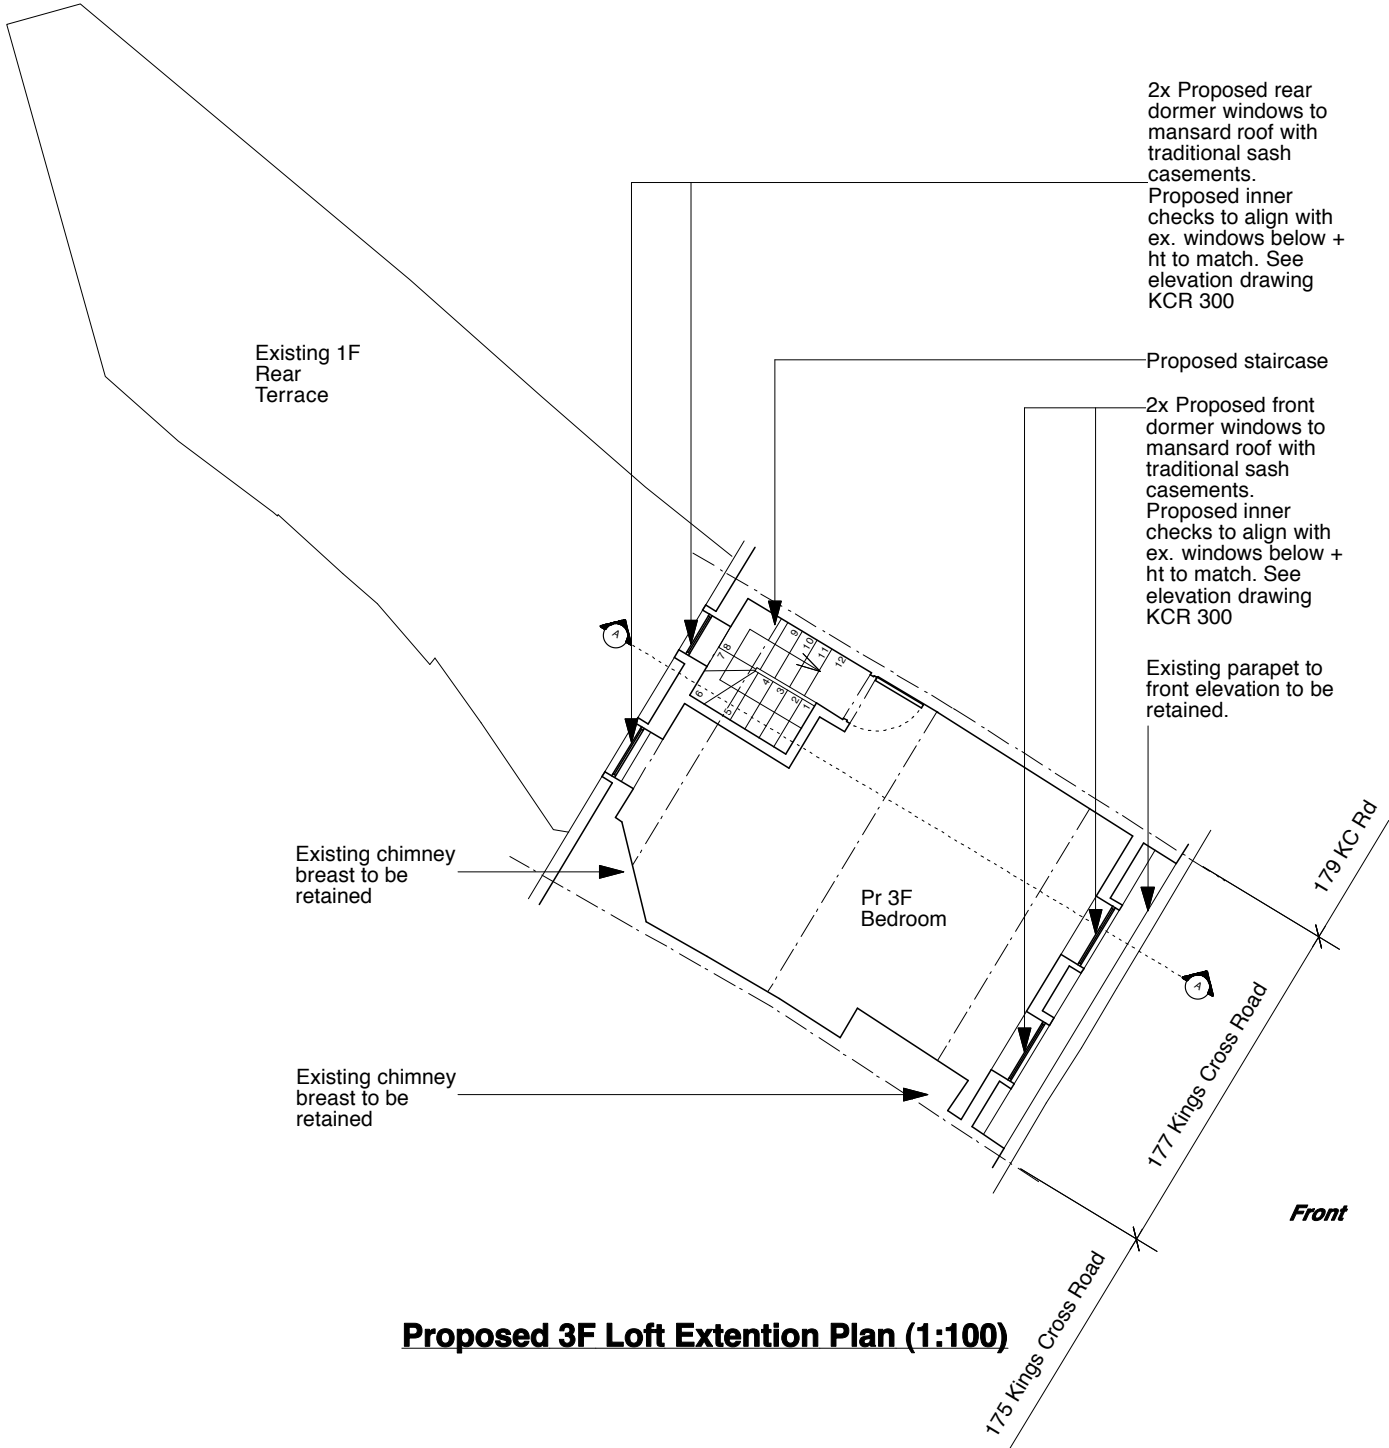 2x Proposed rear
dormer windows to
mansard roof with
traditional sash
casements.
Proposed inner
checks to align with
ex. windows below +
ht to match. See
elevation drawing
KCR 300
Existing 1F
Rear
Terrace
Proposed staircase
2x Proposed front
dormer windows to
mansard roof with
traditional sash
casements.
Proposed inner
checks to align with
ex. windows below +
ht to match. See
elevation drawing
KCR 300
Existing parapet to
front elevation to be
retained.
A
1
2
3
4
5
6
7
8
9
10
11
12
Existing chimney
breast to be
retained
Pr 3F
Bedroom
A
179 KC Rd
177 Kings Cross Road
175 Kings Cross Road
Existing chimney
breast to be
retained
Front
Proposed 3F Loft Extention Plan (1:100)